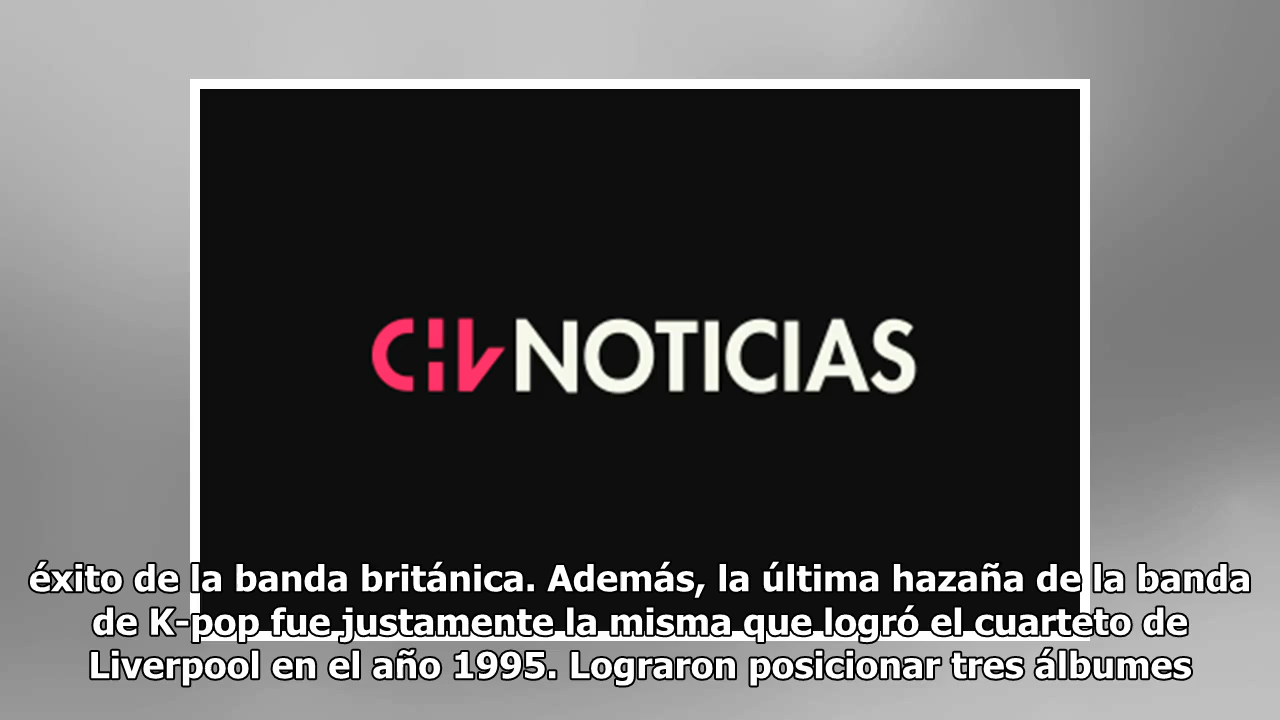 CHV NOTICIAS
éxito de la banda británica. Además, la última hazaña de la banda
de K-pop fue justamente la misma que logró el cuarteto de
Liverpool en el año 1995. Lograron posicionar tres álbumes